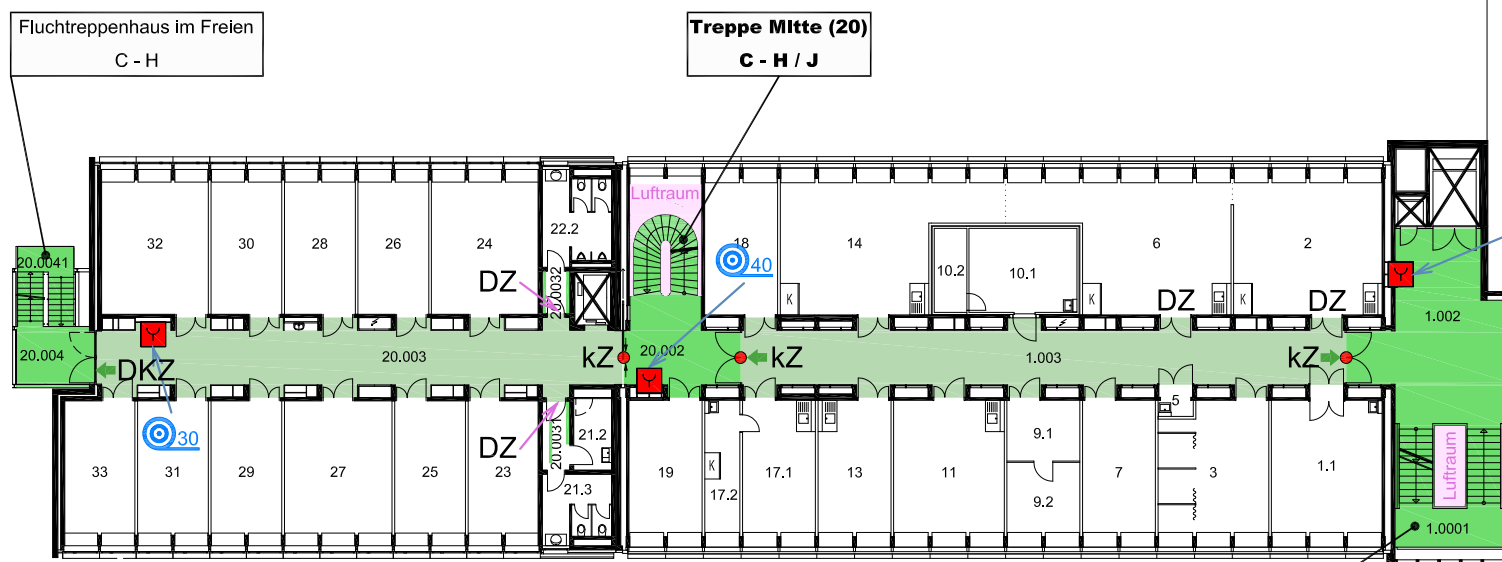 Fluchtreppenhaus im Freien
C - H
Treppe MItte (20)
C - H / J
Luftraum
20.0041
32
30
28
26
24
22.2
18
14
10.2
10.1
6
2
40
DZ
20.0032
K
K
K
DZ
DZ
1.002
20.004
DKZ
20.003
kZ
20.002
kZ
1.003
kZ
30
DZ
20.0031
21.2
21.3
33
31
29
27
25
23
19
K
17.2
17.1
13
11
9.1
9.2
7
5
3
1.1
Luftraum
1.0001